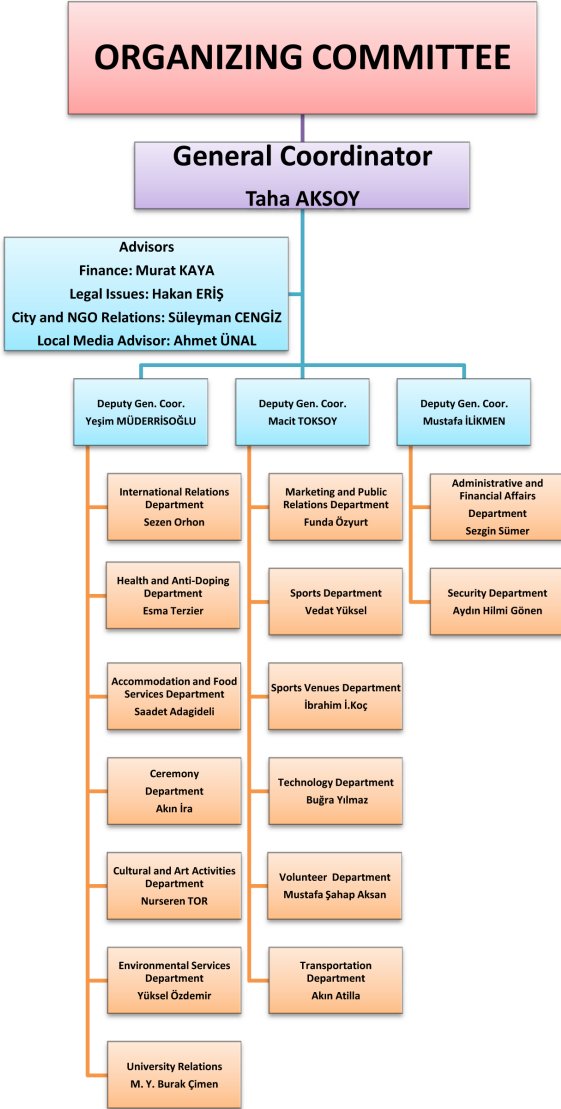 ORGANIZING COMMITTEE
General Coordinator
Taha AKSOY
Advisors
Finance: Murat KAYA
Legal Issues: Hakan ERİŞ
City and NGO Relations: Süleyman CENGİZ
Local Media Advisor: Ahmet ÜNAL
Deputy Gen. Coor.
Yeşim MÜDERRİSOĞLU
Deputy Gen. Coor.
Macit TOKSOY
Deputy Gen. Coor.
Mustafa İLİKMEN
International Relations
Department
Sezen Orhon
Health and Anti-Doping
Department
Esma Terzier
Accommodation and Food
Services Department
Saadet Adagideli
Ceremony
Department
Akın İra
Cultural and Art Activities
Department
Nurseren TOR
Environmental Services
Department
Yüksel Özdemir
University Relations
M. Y. Burak Çimen
Marketing and Public
Relations Department
Funda Özyurt
Sports Department
Vedat Yüksel
Sports Venues Department
İbrahim İ.Koç
Technology Department
Buğra Yılmaz
Volunteer Department
Mustafa Şahap Aksan
Transportation
Department
Akın Atilla
Administrative and
Financial Affairs
Department
Sezgin Sümer
Security Department
Aydın Hilmi Gönen